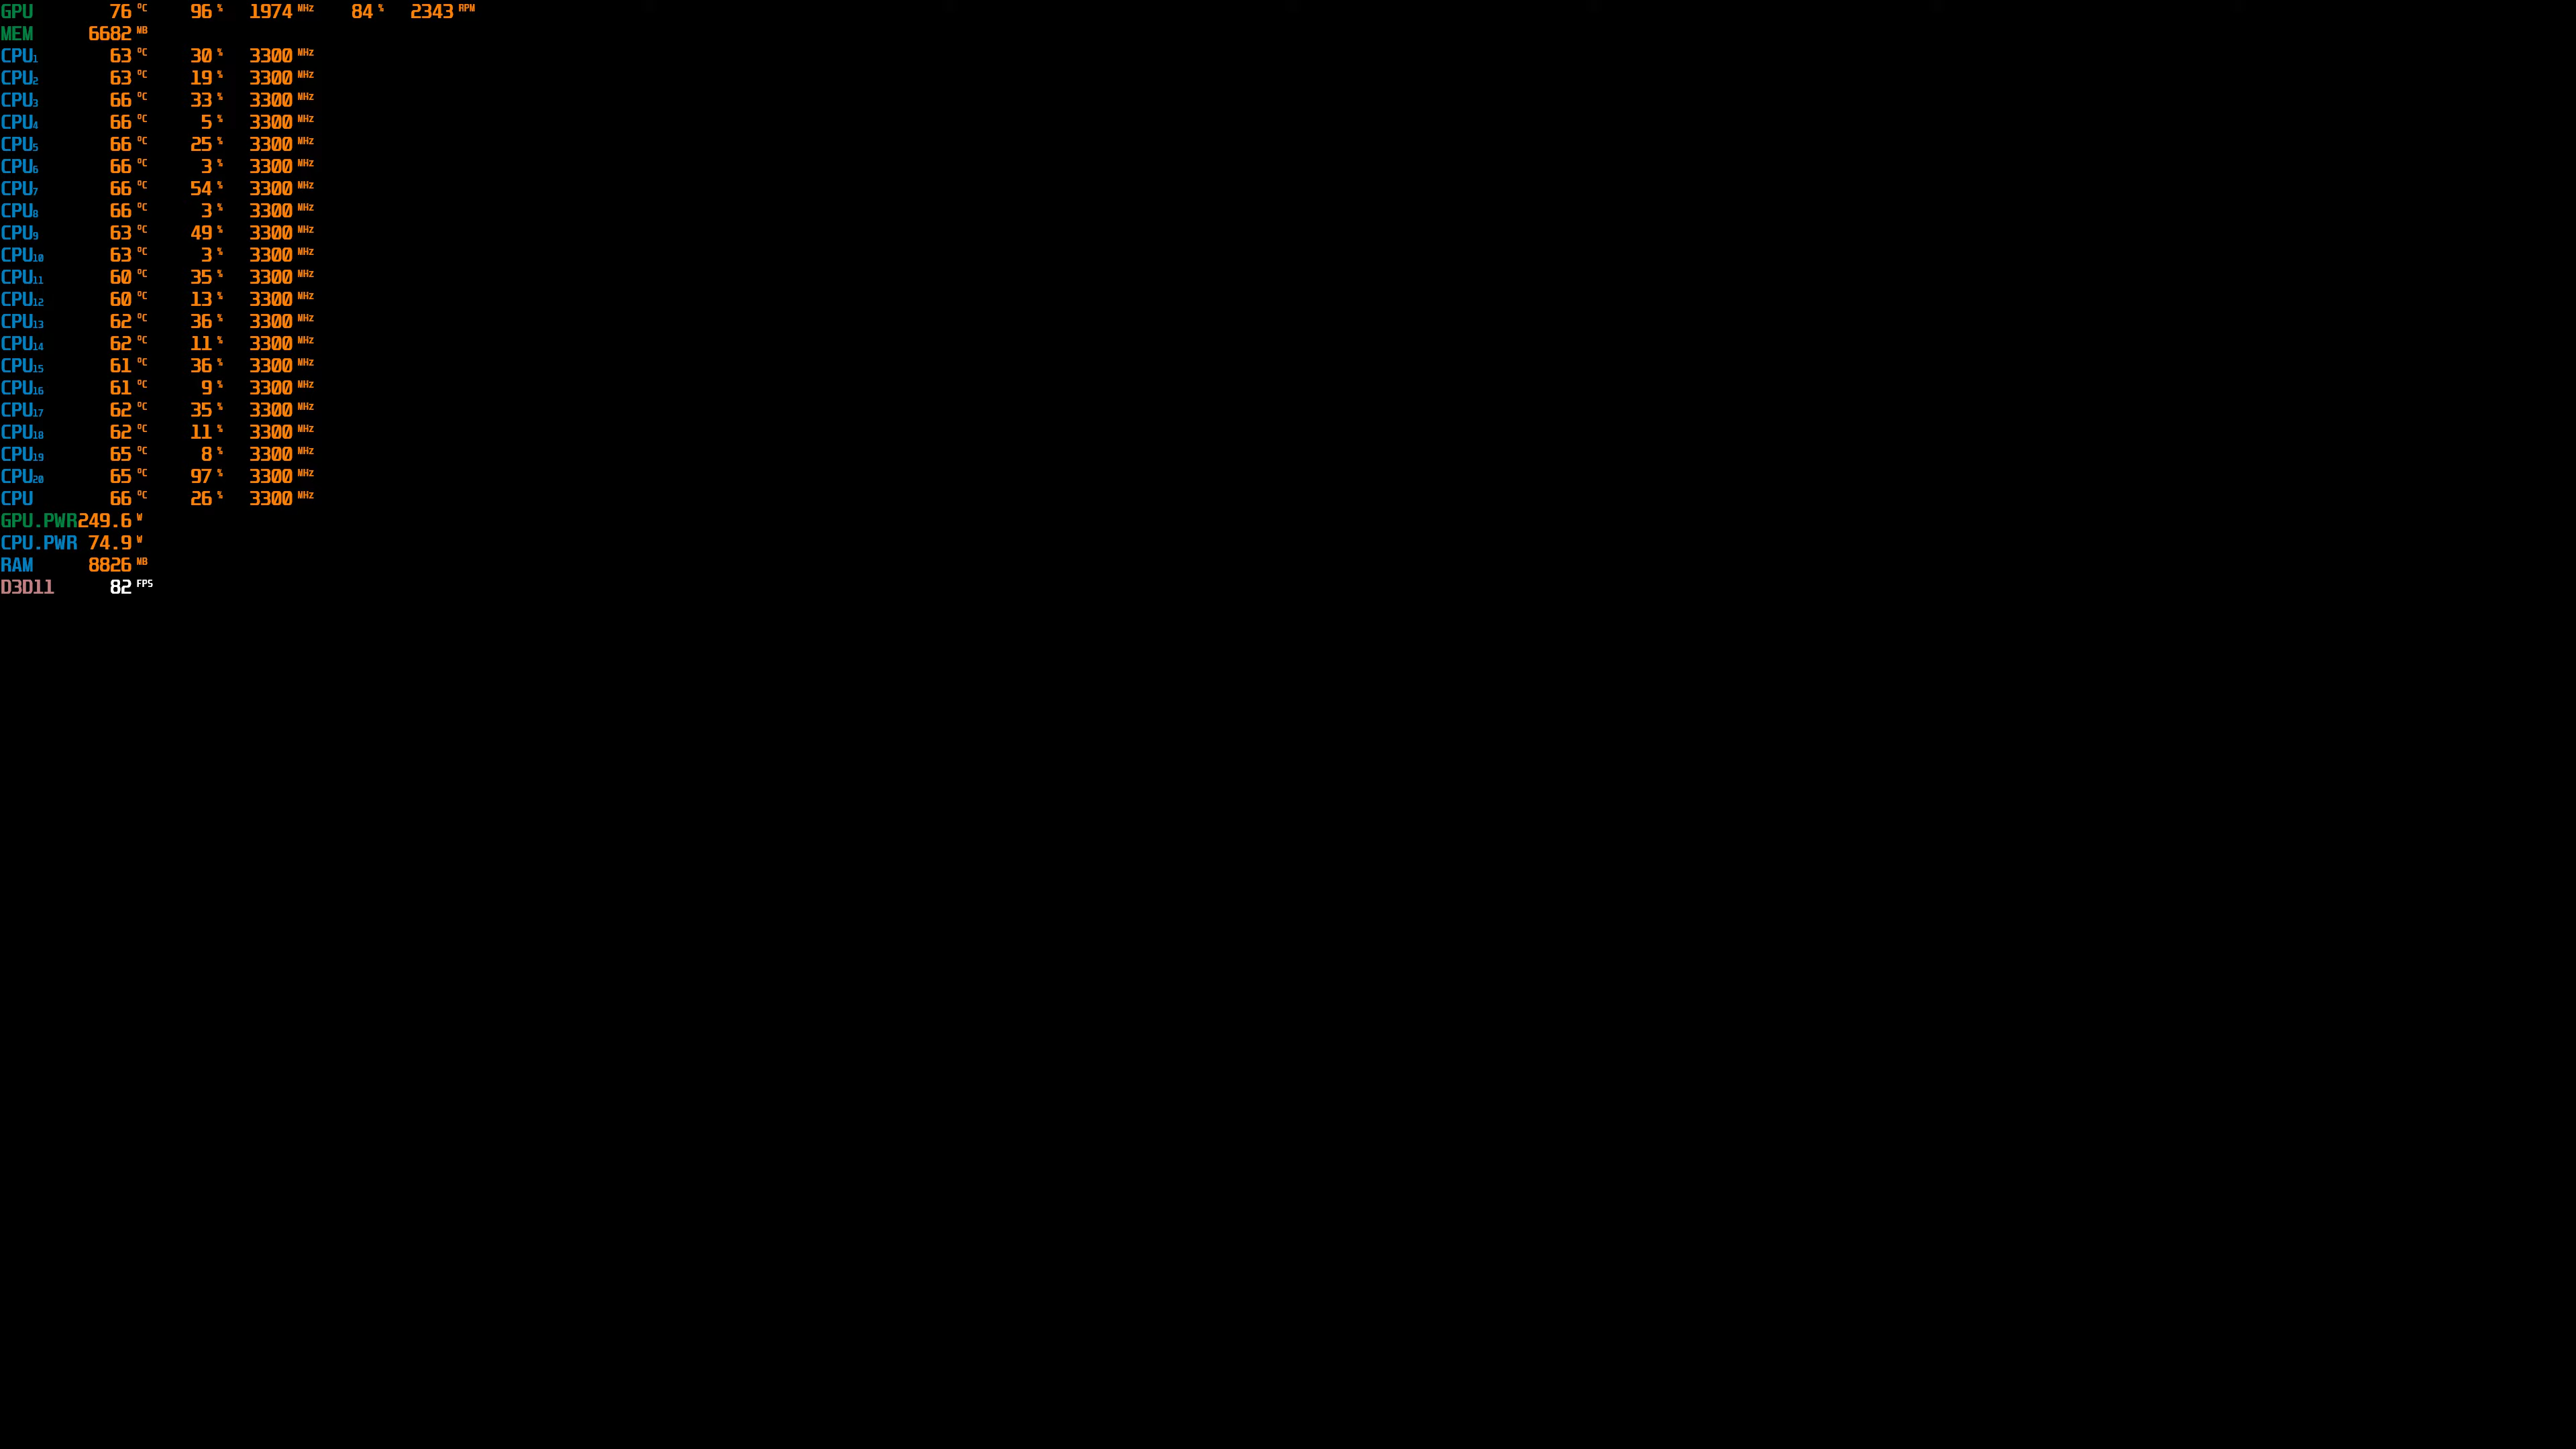 GPU 76 °C 96 % 1974 MHz 84 % 2343 RPM
MEM 6682 MB
CPU1 63 °C 30 % 3300 MHz
CPU2 63 °C 19 % 3300 MHz
CPU3 66 °C 33 % 3300 MHz
CPU4 66 °C 5 % 3300 MHz
CPU5 66 °C 25 % 3300 MHz
CPU6 66 °C 3 % 3300 MHz
CPU7 66 °C 54 % 3300 MHz
CPU8 66 °C 3 % 3300 MHz
CPU9 63 °C 49 % 3300 MHz
CPU10 63 °C 3 % 3300 MHz
CPU11 60 °C 35 % 3300 MHz
CPU12 60 °C 13 % 3300 MHz
CPU13 62 °C 36 % 3300 MHz
CPU14 62 °C 11 % 3300 MHz
CPU15 61 °C 36 % 3300 MHz
CPU16 61 °C 9 % 3300 MHz
CPU17 62 °C 35 % 3300 MHz
CPU18 62 °C 11 % 3300 MHz
CPU19 65 °C 8 % 3300 MHz
CPU20 65 °C 97 % 3300 MHz
CPU 66 °C 26 % 3300 MHz
GPU.PWR 249.6 W
CPU.PWR 74.9 W
RAM 8826 MB
D3D11 82 FPS